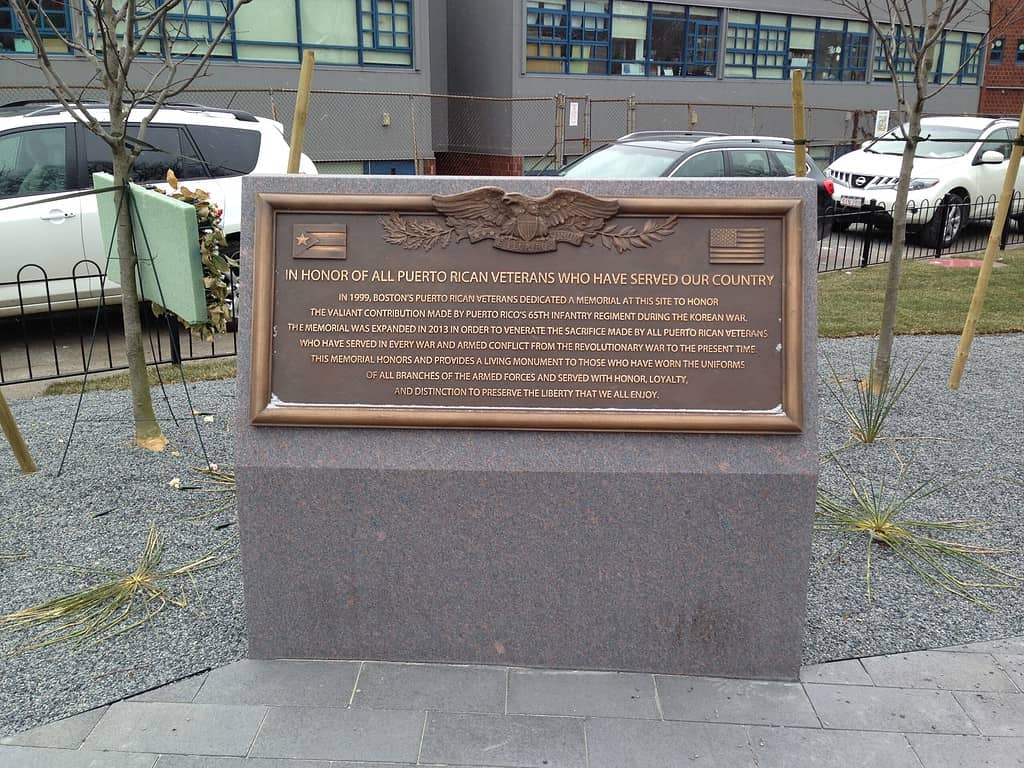 IN HONOR OF ALL PUERTO RICAN VETERANS WHO HAVE SERVED OUR COUNTRY
IN 1999, BOSTON'S PUERTO RICAN VETERANS DEDICATED A MEMORIAL AT THIS SITE TO HONOR
THE VALIANT CONTRIBUTION MADE BY PUERTO RICO'S 65TH INFANTRY REGIMENT DURING THE KOREAN WAR.
THE MEMORIAL WAS EXPANDED IN 2013 IN ORDER TO VENERATE THE SACRIFICE MADE BY ALL PUERTO RICAN VETERANS
WHO HAVE SERVED IN EVERY WAR AND ARMED CONFLICT FROM THE REVOLUTIONARY WAR TO THE PRESENT TIME.
THIS MEMORIAL HONORS AND PROVIDES A LIVING MONUMENT TO THOSE WHO HAVE WORN THE UNIFORMS
OF ALL BRANCHES OF THE ARMED FORCES AND SERVED WITH HONOR, LOYALTY,
AND DISTINCTION TO PRESERVE THE LIBERTY THAT WE ALL ENJOY.